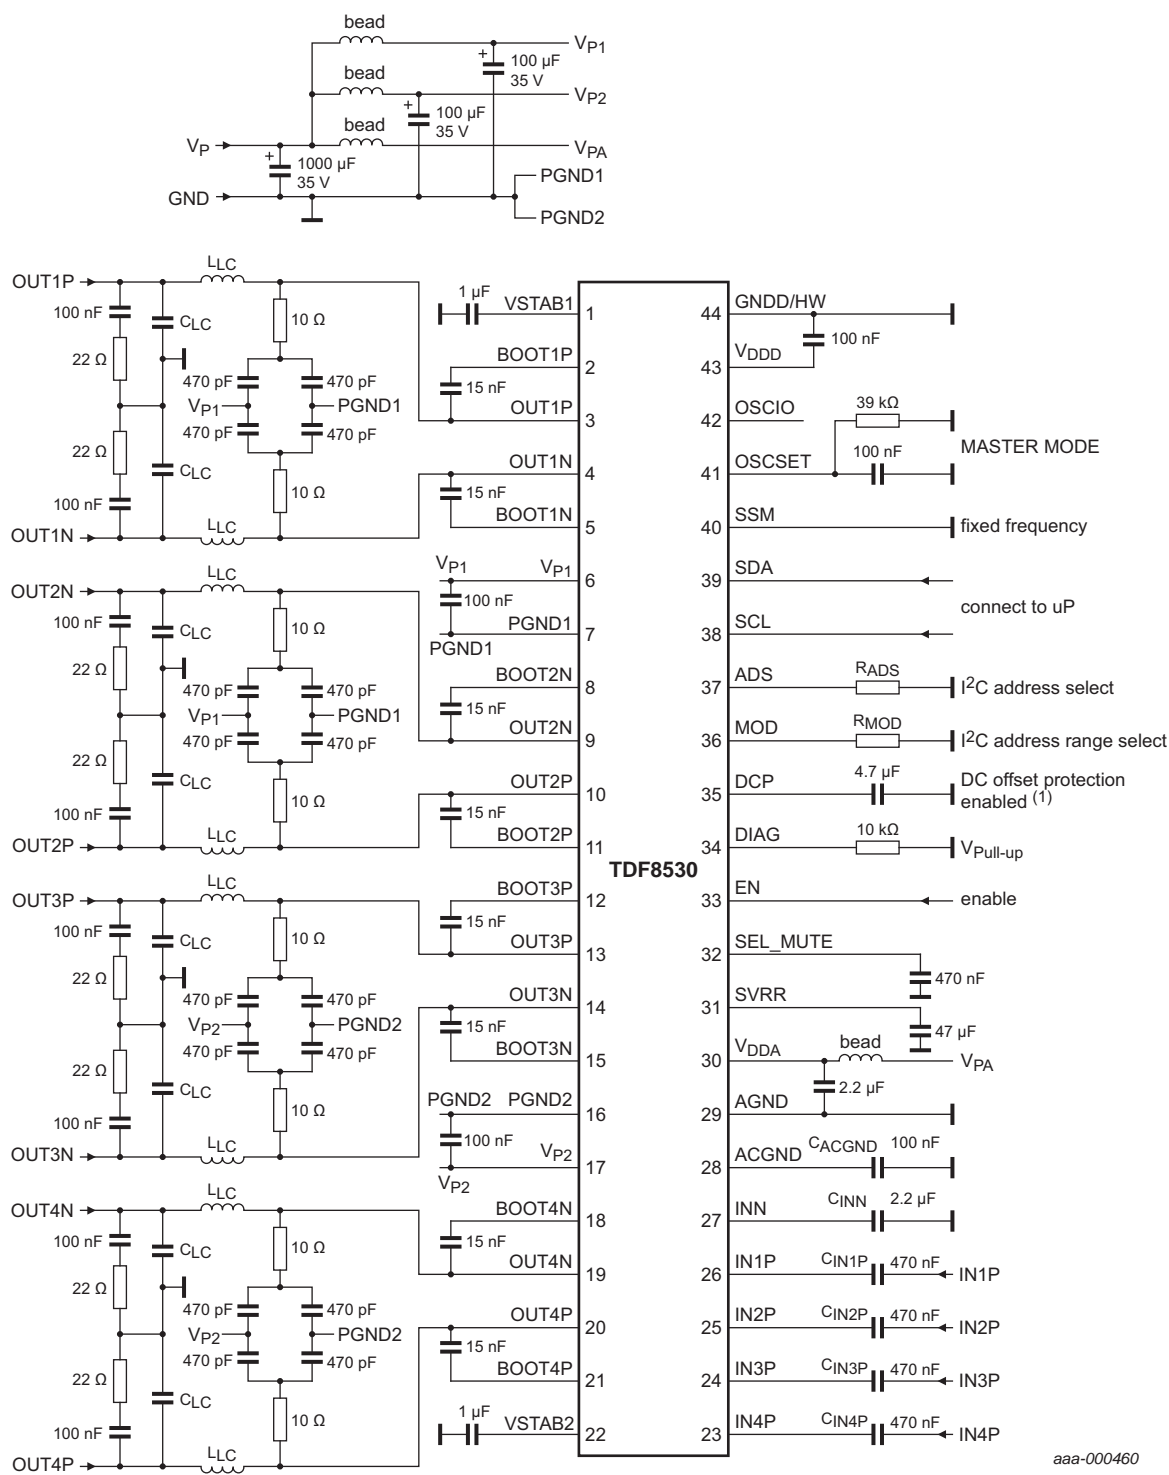 bead
VP1
+
100 µF
35 V
bead
VP2
+
100 µF
35 V
bead
VP
VPA
+
1000 µF
35 V
PGND1
GND
PGND2
OUT1P
LLC
100 nF
CLC
10 Ω
22 Ω
470 pF
470 pF
VP1
PGND1
470 pF
470 pF
22 Ω
CLC
10 Ω
100 nF
LLC
OUT1N
OUT2N
LLC
100 nF
CLC
10 Ω
22 Ω
470 pF
470 pF
VP1
PGND1
470 pF
470 pF
22 Ω
CLC
10 Ω
100 nF
LLC
OUT2P
OUT3P
LLC
100 nF
CLC
10 Ω
22 Ω
470 pF
470 pF
VP2
PGND2
470 pF
470 pF
22 Ω
CLC
10 Ω
100 nF
LLC
OUT3N
OUT4N
LLC
100 nF
CLC
10 Ω
22 Ω
470 pF
470 pF
VP2
PGND2
470 pF
470 pF
22 Ω
CLC
10 Ω
100 nF
LLC
OUT4P
1 µF
VSTAB1
1
BOOT1P
2
15 nF
OUT1P
3
OUT1N
4
15 nF
BOOT1N
5
VP1
VP1
6
100 nF
PGND1
7
PGND1
BOOT2N
8
15 nF
OUT2N
9
OUT2P
10
15 nF
BOOT2P
11
TDF8530
BOOT3P
12
15 nF
OUT3P
13
OUT3N
14
15 nF
BOOT3N
15
PGND2
PGND2
16
100 nF
VP2
17
VP2
BOOT4N
18
15 nF
OUT4N
19
OUT4P
20
15 nF
BOOT4P
21
1 µF
VSTAB2
22
44
GNDD/HW
100 nF
43
VDDD
42
OSCIO
39 kΩ
MASTER MODE
100 nF
41
OSCSET
40
SSM
fixed frequency
39
SDA
connect to uP
38
SCL
37
ADS
RADS
I2C address select
36
MOD
RMOD
I2C address range select
35
DCP
4.7 µF
DC offset protection
enabled (1)
34
DIAG
10 kΩ
VPull-up
33
EN
enable
32
SEL_MUTE
470 nF
31
SVRR
47 µF
30
VDDA
bead
VPA
2.2 µF
29
AGND
28
ACGND
CACGND
100 nF
27
INN
CINN
2.2 µF
26
IN1P
CIN1P
470 nF
IN1P
25
IN2P
CIN2P
470 nF
IN2P
24
IN3P
CIN3P
470 nF
IN3P
23
IN4P
CIN4P
470 nF
IN4P
aaa-000460